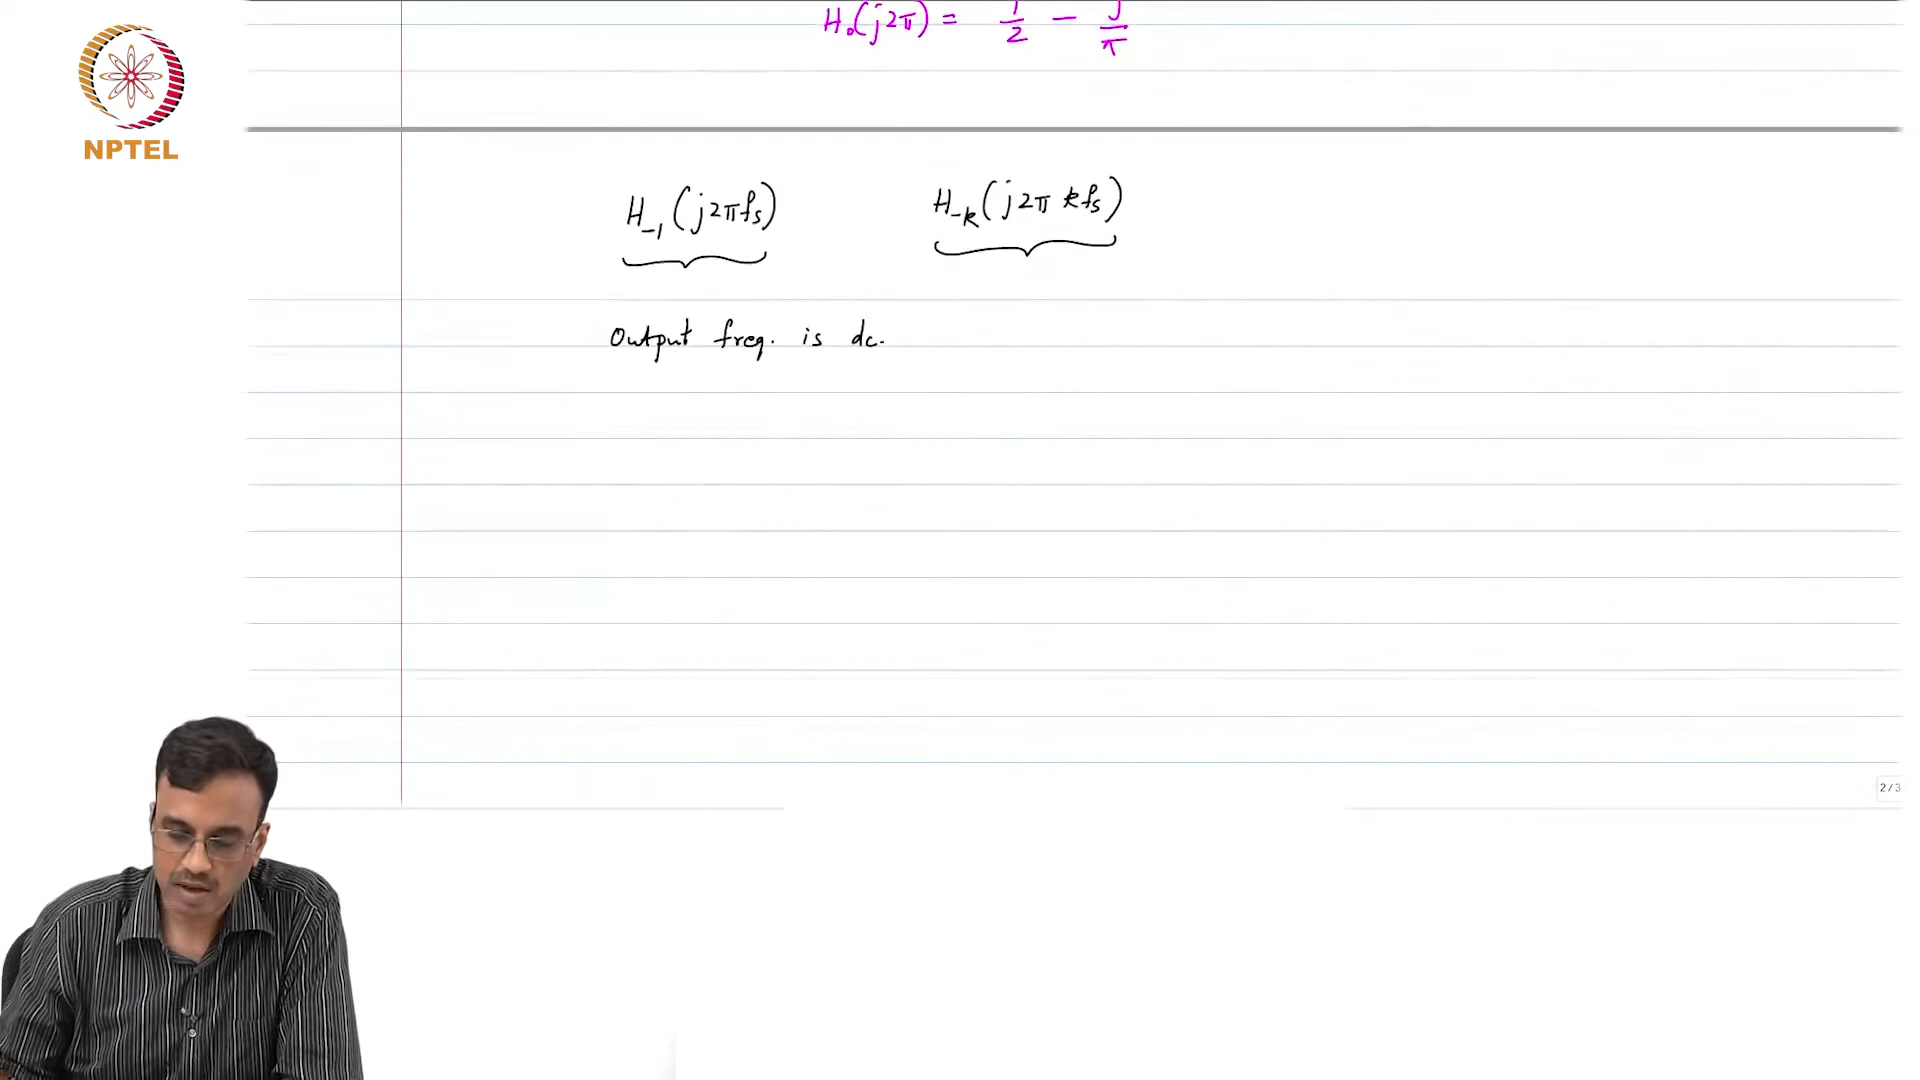 H₀(j2π) = 1/2 - j/π
NPTEL
H₋₁(j2πfₛ) H₋ₖ(j2π kfₛ)
Output freq. is dc.
2/3